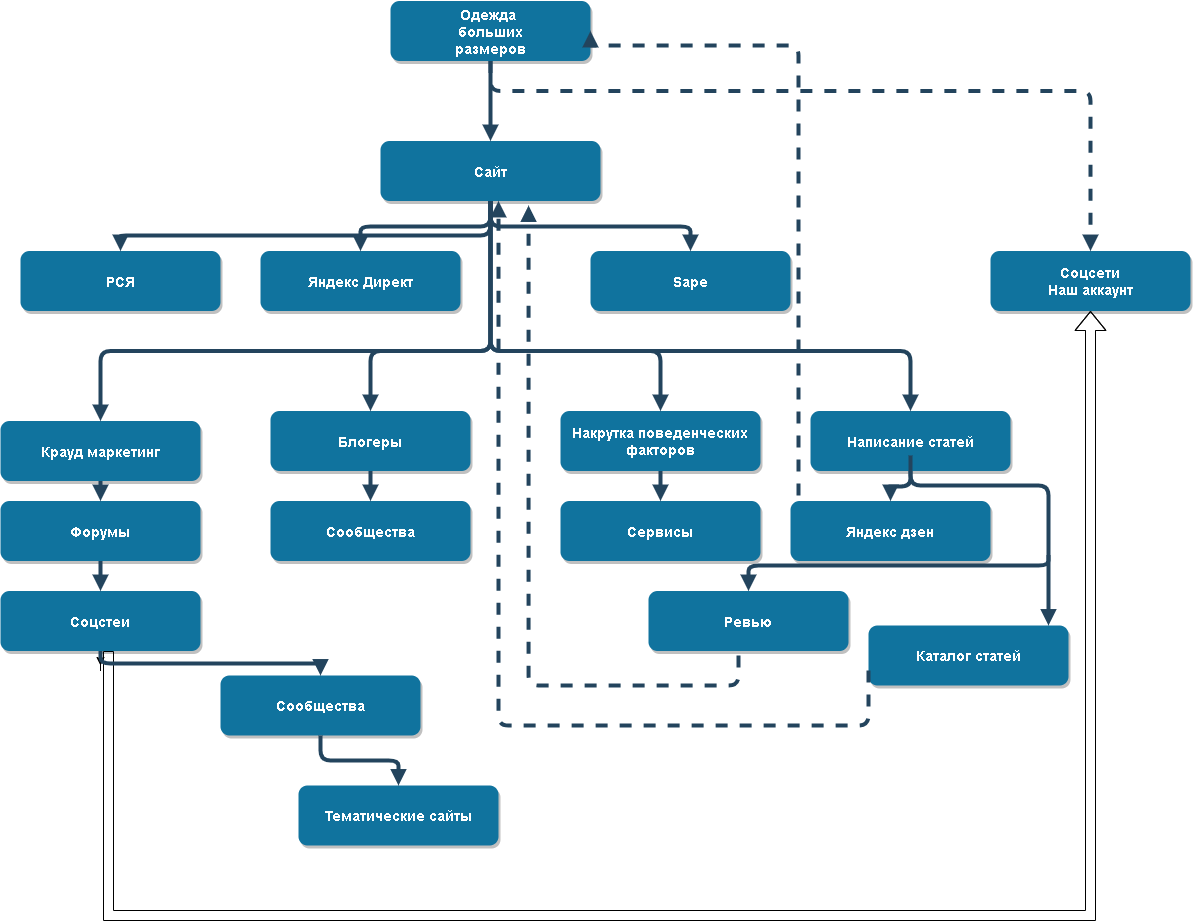 Одежда
больших
размеров
Сайт
РСЯ
Яндекс Директ
Sape
Соцсети
Наш аккаунт
Крауд маркетинг
Блогеры
Накрутка поведенческих
факторов
Написание статей
Форумы
Сообщества
Сервисы
Яндекс дзен
Соцстеи
Ревью
Каталог статей
Сообщества
Тематические сайты